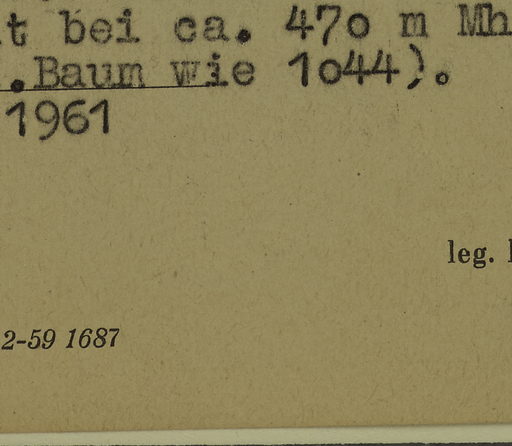 t bei ca. 470 m Mh
.Baum wie 1044).
1961
leg.
2-59 1687